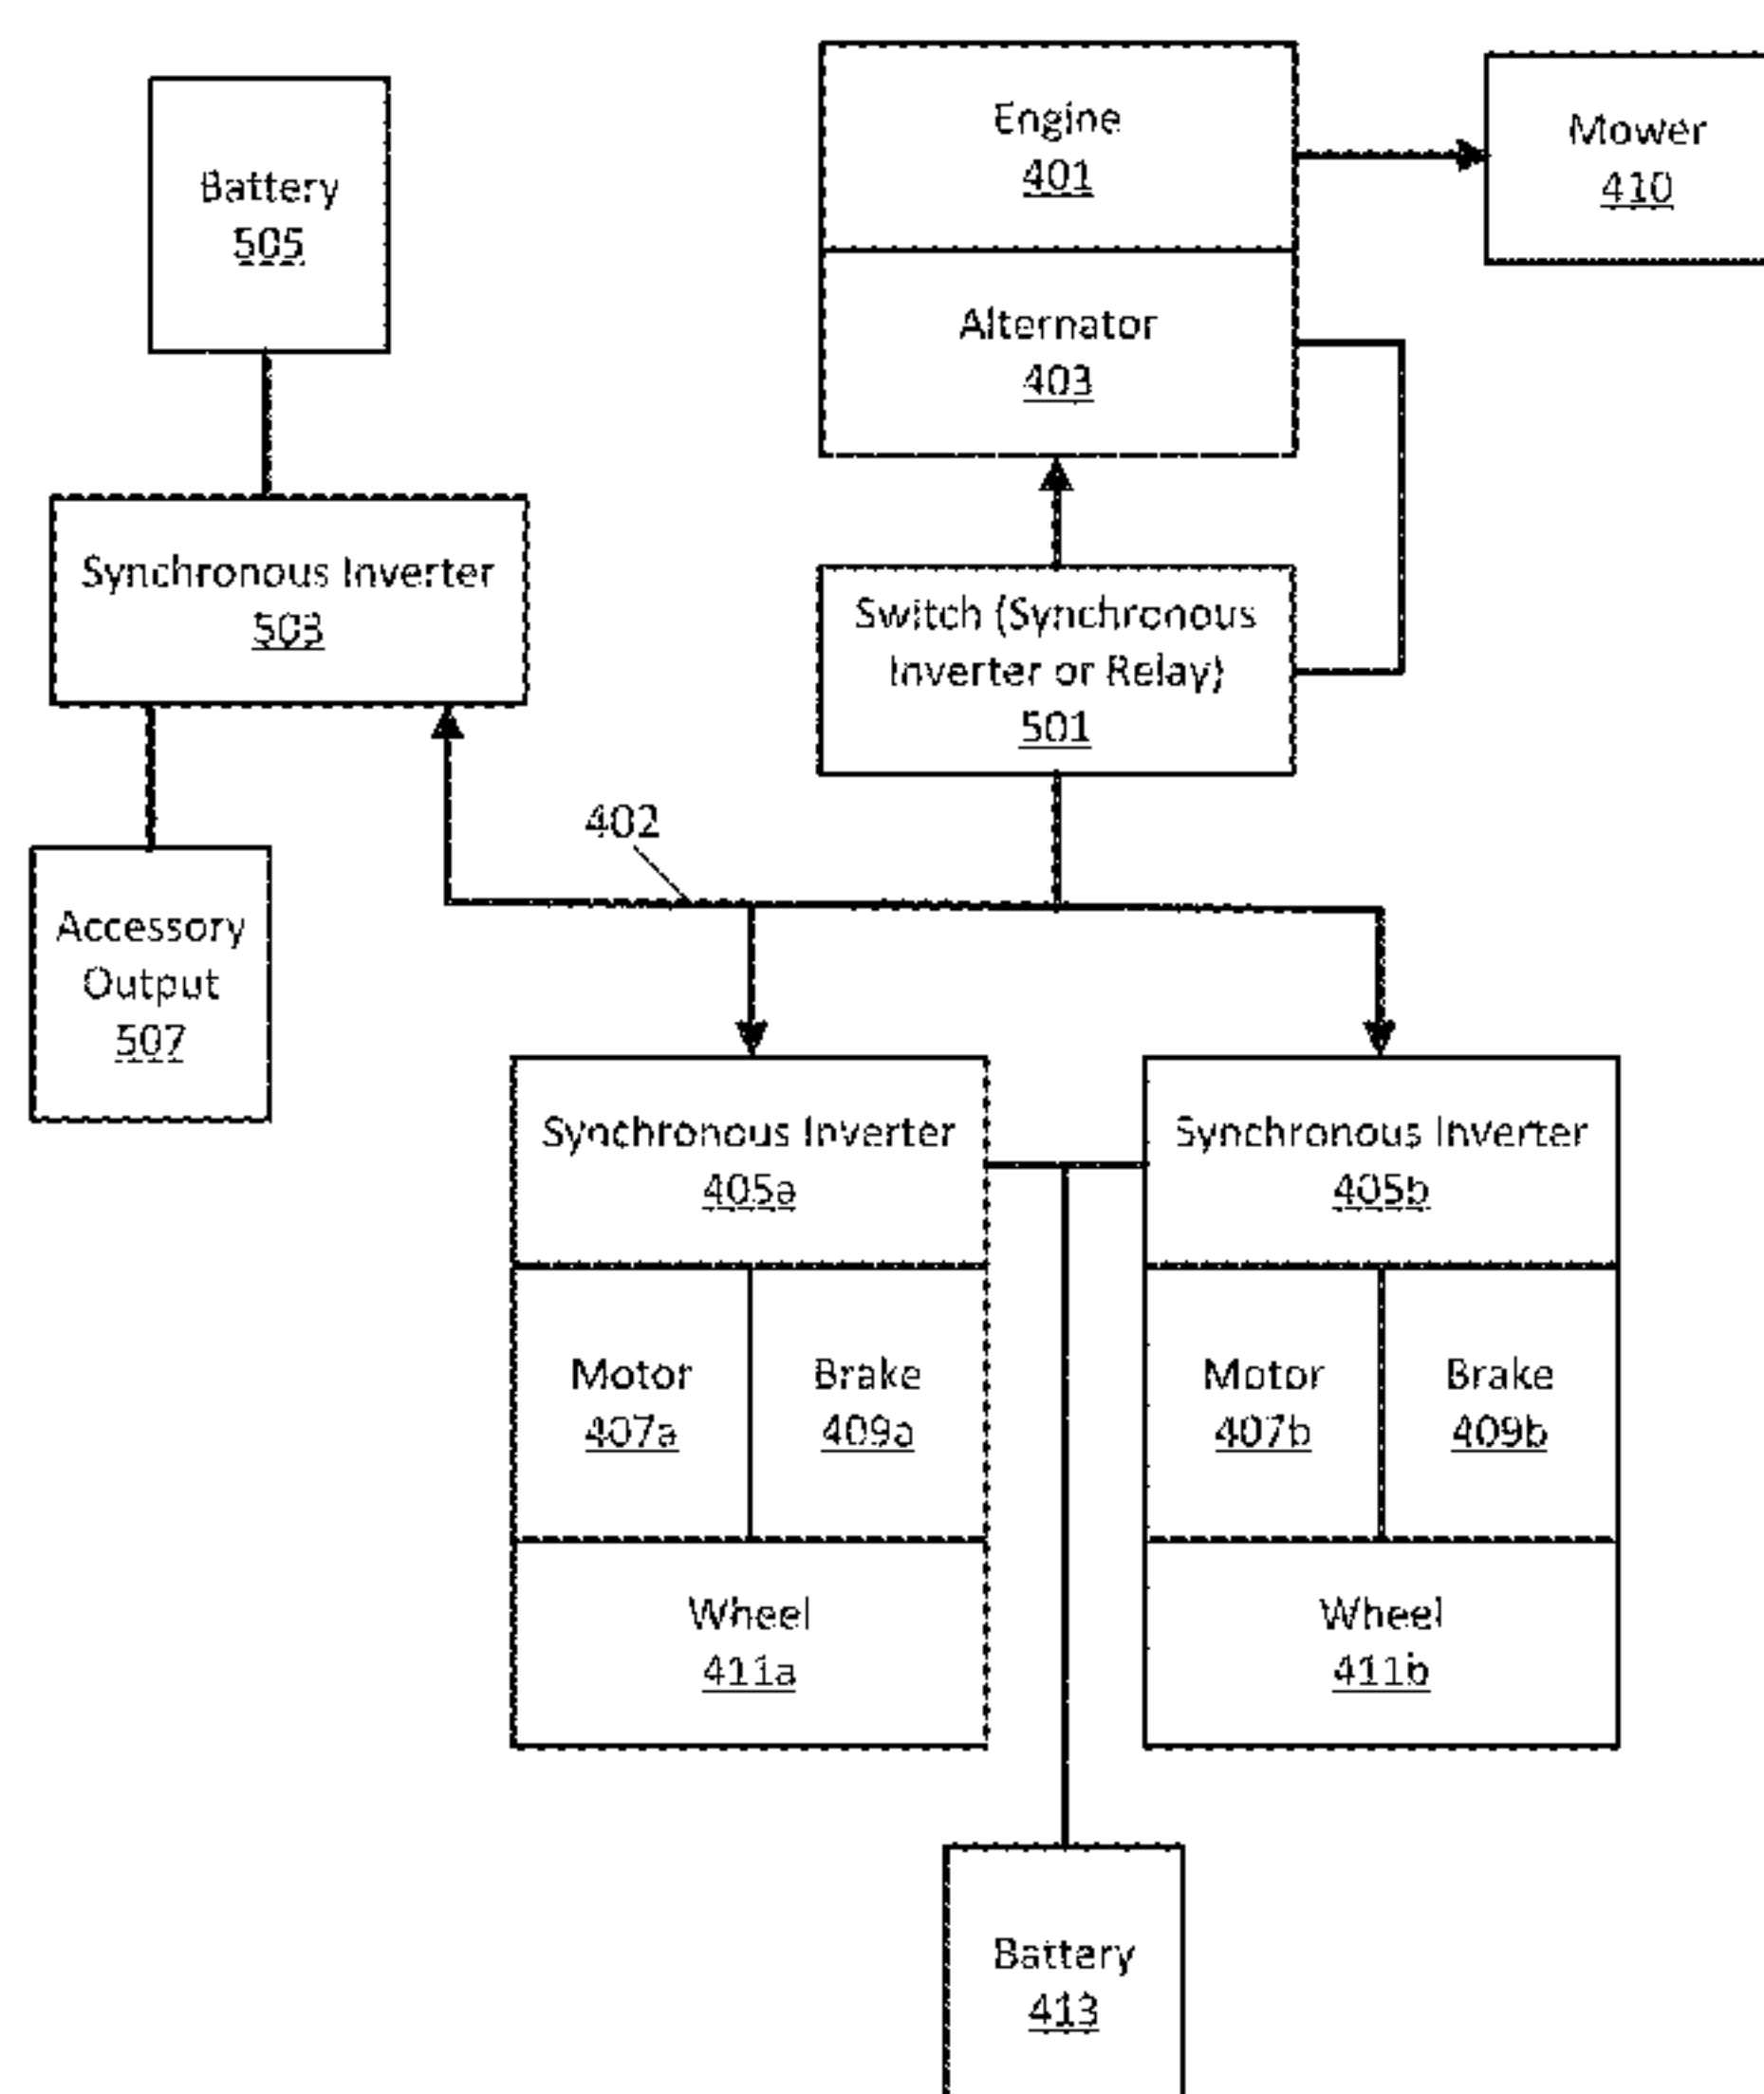 Engine
401
Mower
410
Battery
505
Alternator
403
Synchronous Inverter
503
Switch (Synchronous
Inverter or Relay)
501
402
Accessory
Output
507
Synchronous Inverter
405a
Synchronous Inverter
405b
Motor
407a
Brake
409a
Motor
407b
Brake
409b
Wheel
411a
Wheel
411b
Battery
413